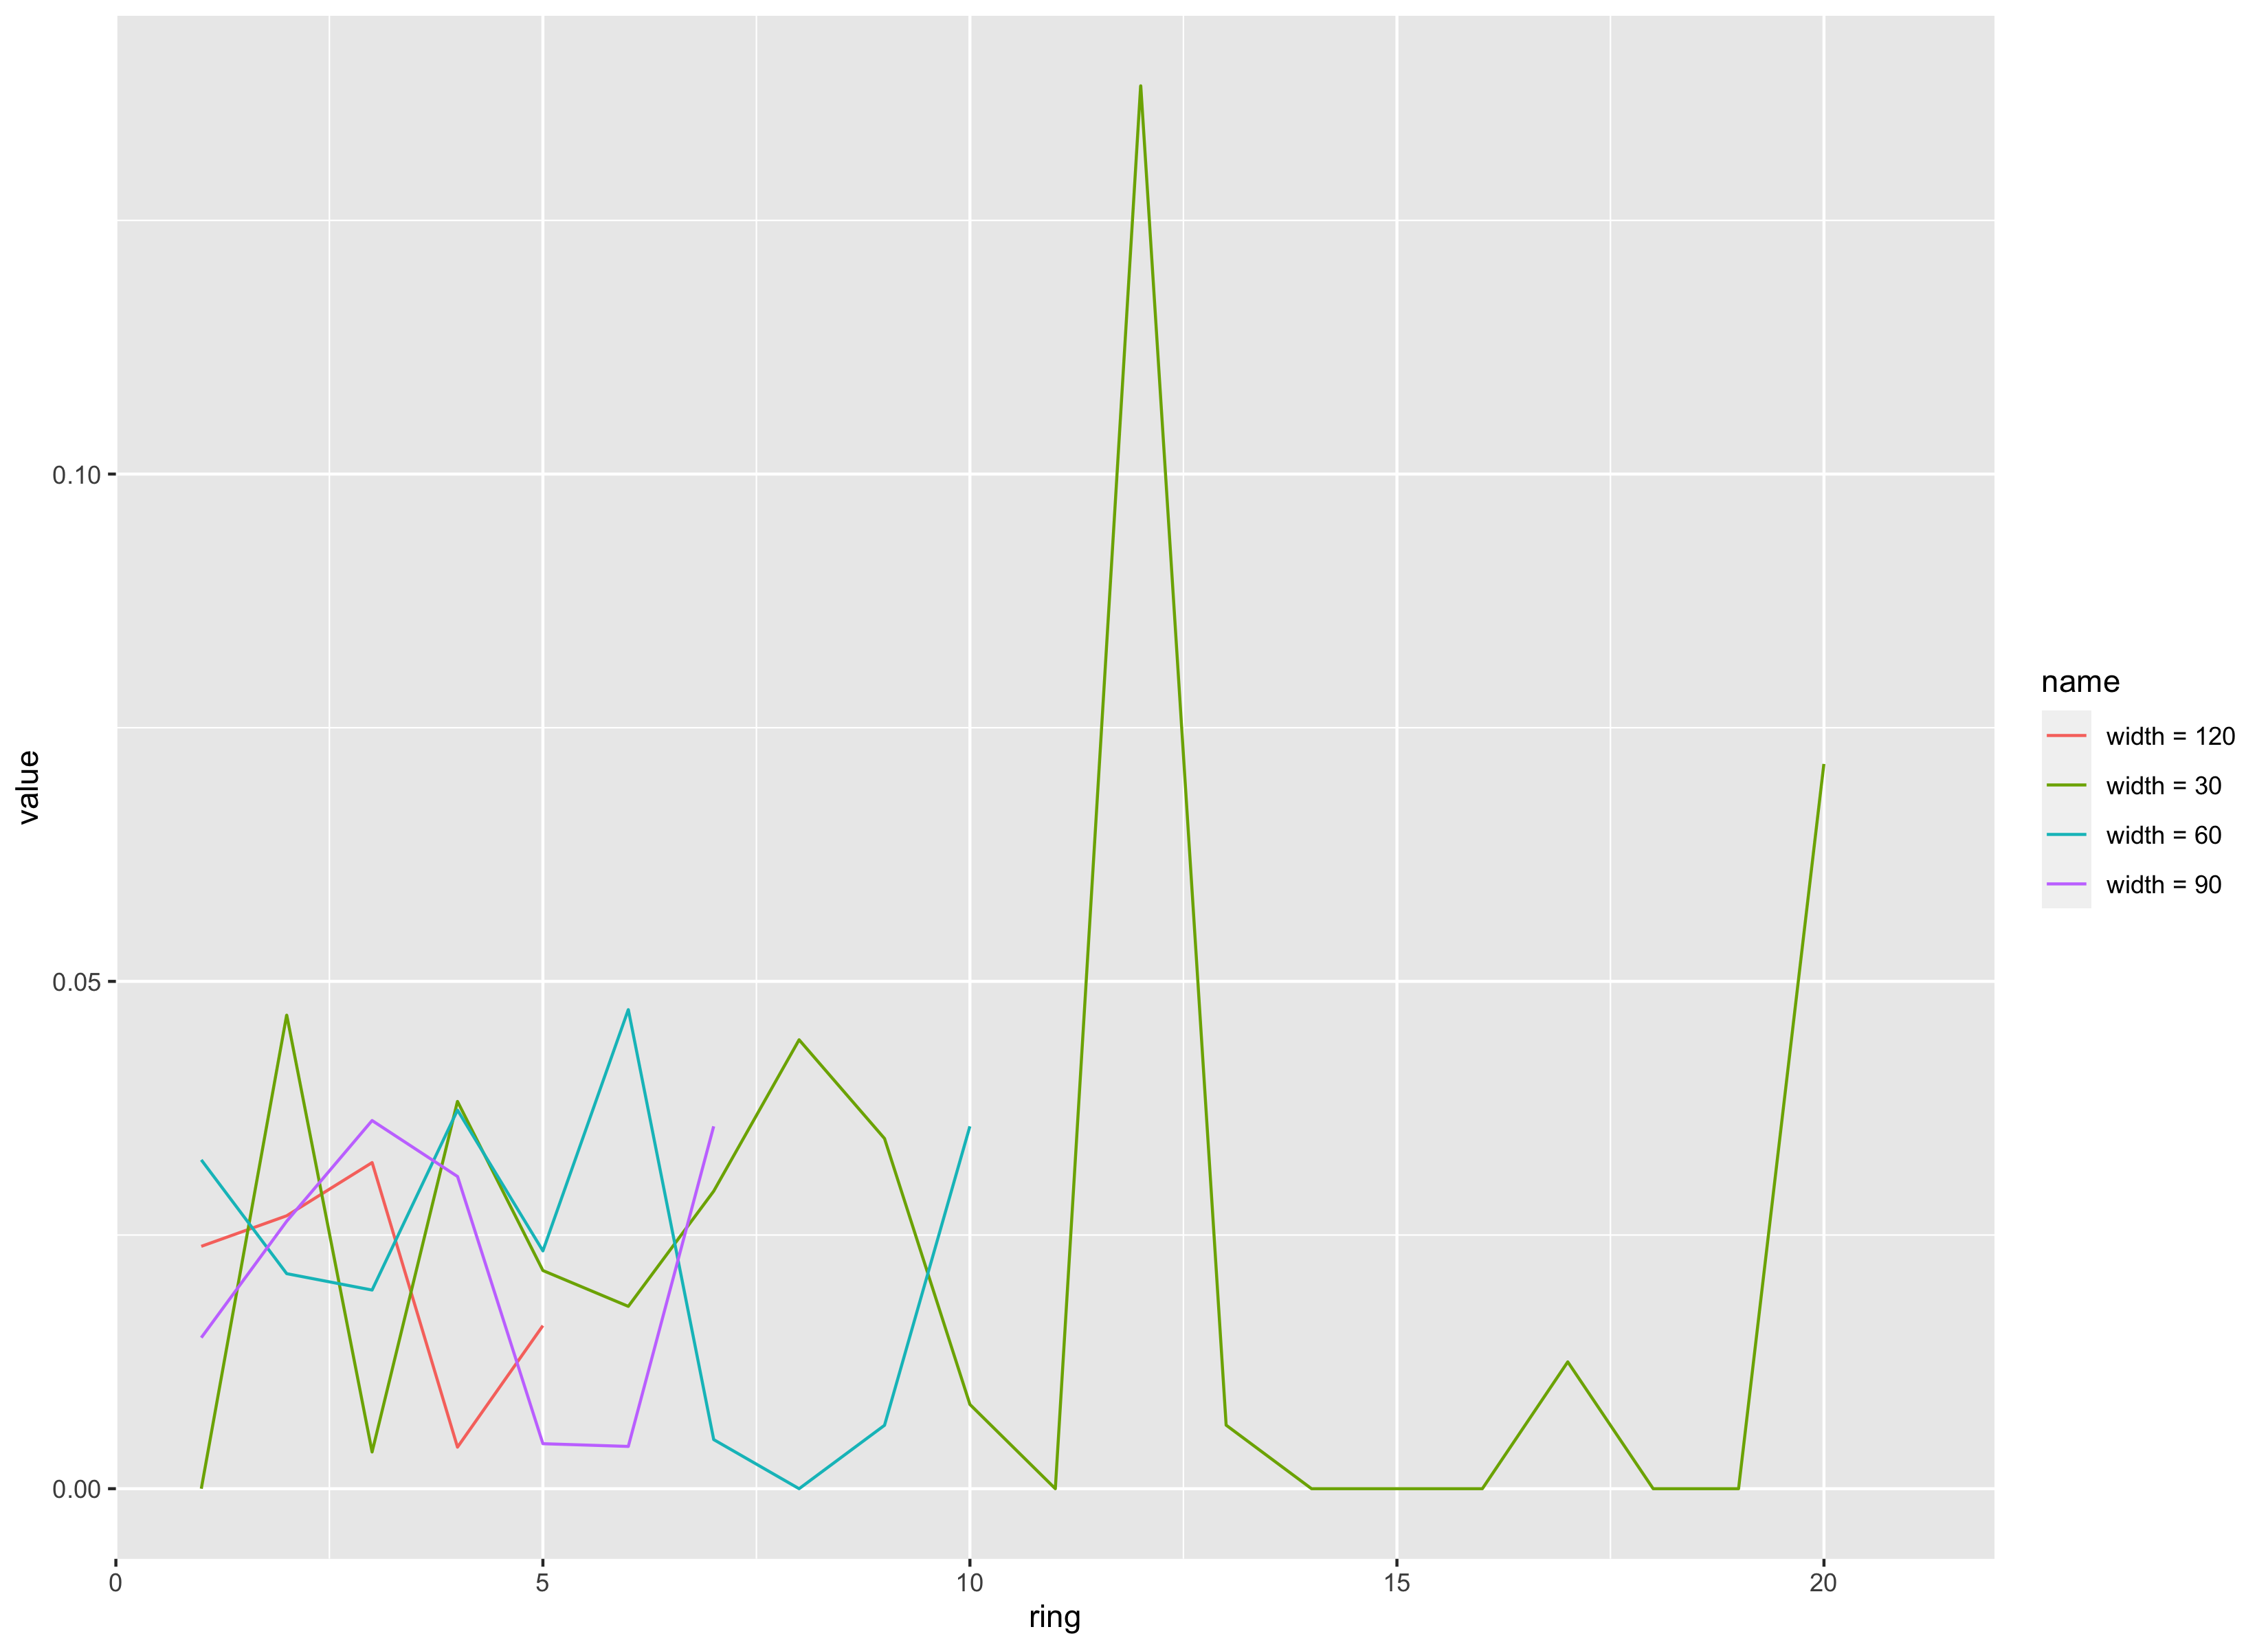 value
0.10
0.05
0.00
0 5 10 15 20
ring
name
width = 120
width = 30
width = 60
width = 90